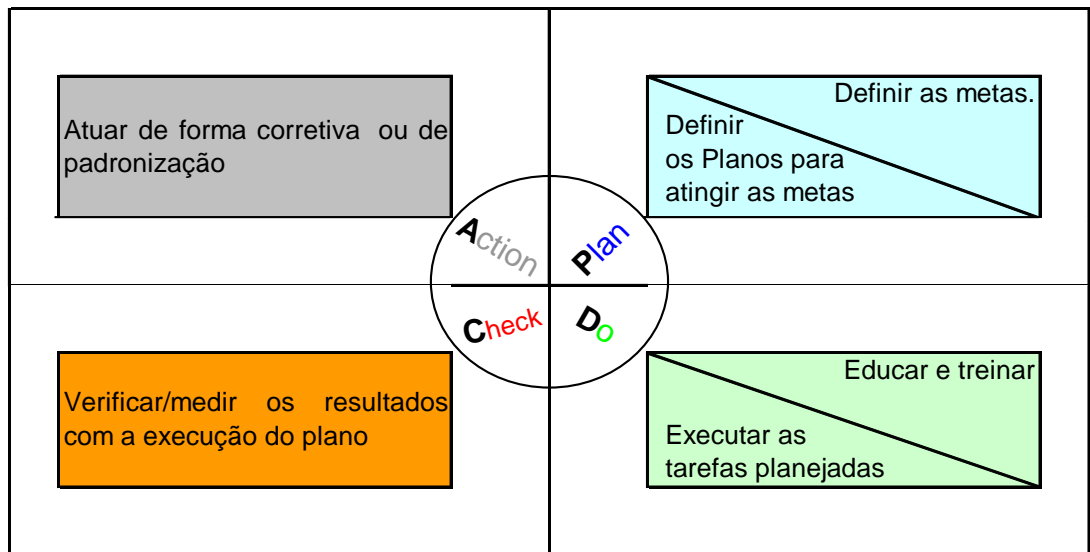 Atuar de forma corretiva ou de
padronização
Definir as metas.
Definir
os Planos para
atingir as metas
Action
Plan
Check
Do
Verificar/medir os resultados
com a execução do plano
Educar e treinar
Executar as
tarefas planejadas